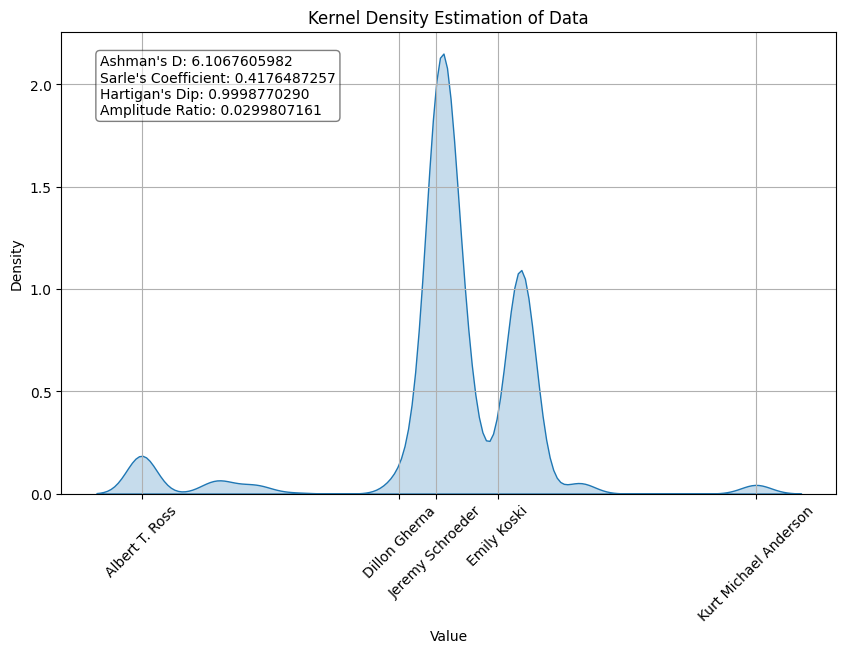 Kernel Density Estimation of Data
Ashman's D: 6.1067605982
Sarle's Coefficient: 0.4176487257
Hartigan's Dip: 0.9998770290
Amplitude Ratio: 0.0299807161
Density
2.0
1.5
1.0
0.5
0.0
Albert T. Ross
Dillon Gherna
Jeremy Schroeder
Emily Koski
Kurt Michael Anderson
Value